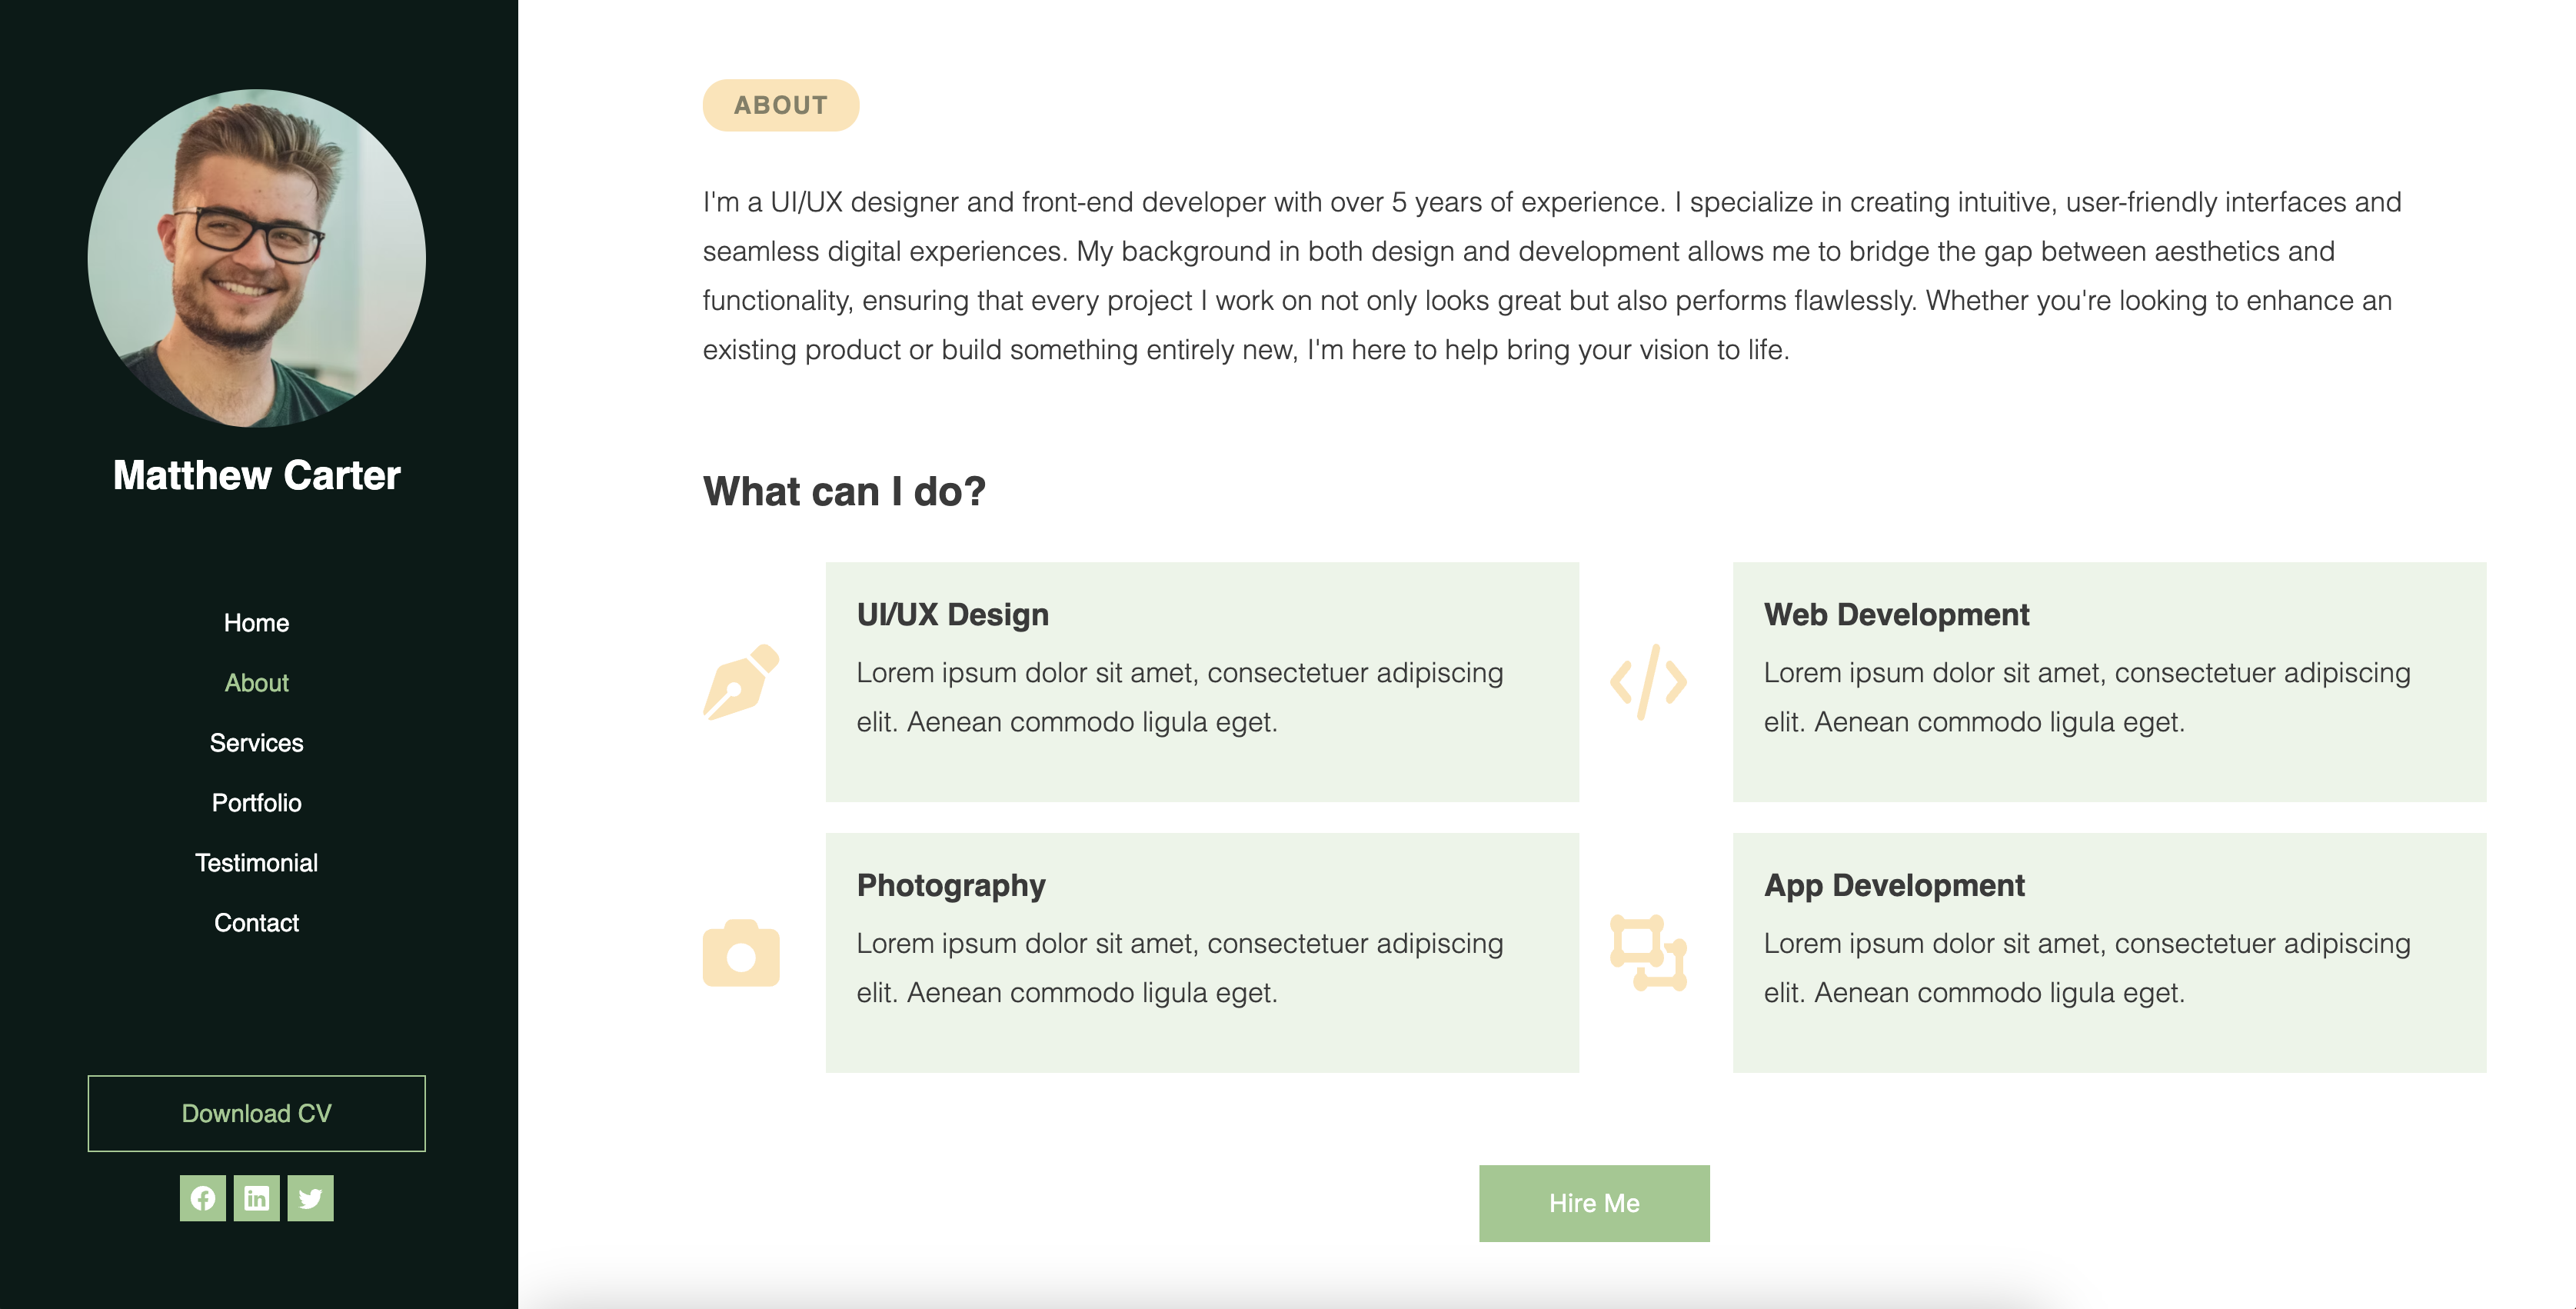 Matthew Carter
Home
About
Services
Portfolio
Testimonial
Contact
Download CV
in
ABOUT
I'm a UI/UX designer and front-end developer with over 5 years of experience. I specialize in creating intuitive, user-friendly interfaces and
seamless digital experiences. My background in both design and development allows me to bridge the gap between aesthetics and
functionality, ensuring that every project I work on not only looks great but also performs flawlessly. Whether you're looking to enhance an
existing product or build something entirely new, I'm here to help bring your vision to life.
What can I do?
UI/UX Design
Lorem ipsum dolor sit amet, consectetuer adipiscing
elit. Aenean commodo ligula eget.
Web Development
Lorem ipsum dolor sit amet, consectetuer adipiscing
elit. Aenean commodo ligula eget.
Photography
Lorem ipsum dolor sit amet, consectetuer adipiscing
elit. Aenean commodo ligula eget.
App Development
Lorem ipsum dolor sit amet, consectetuer adipiscing
elit. Aenean commodo ligula eget.
Hire Me